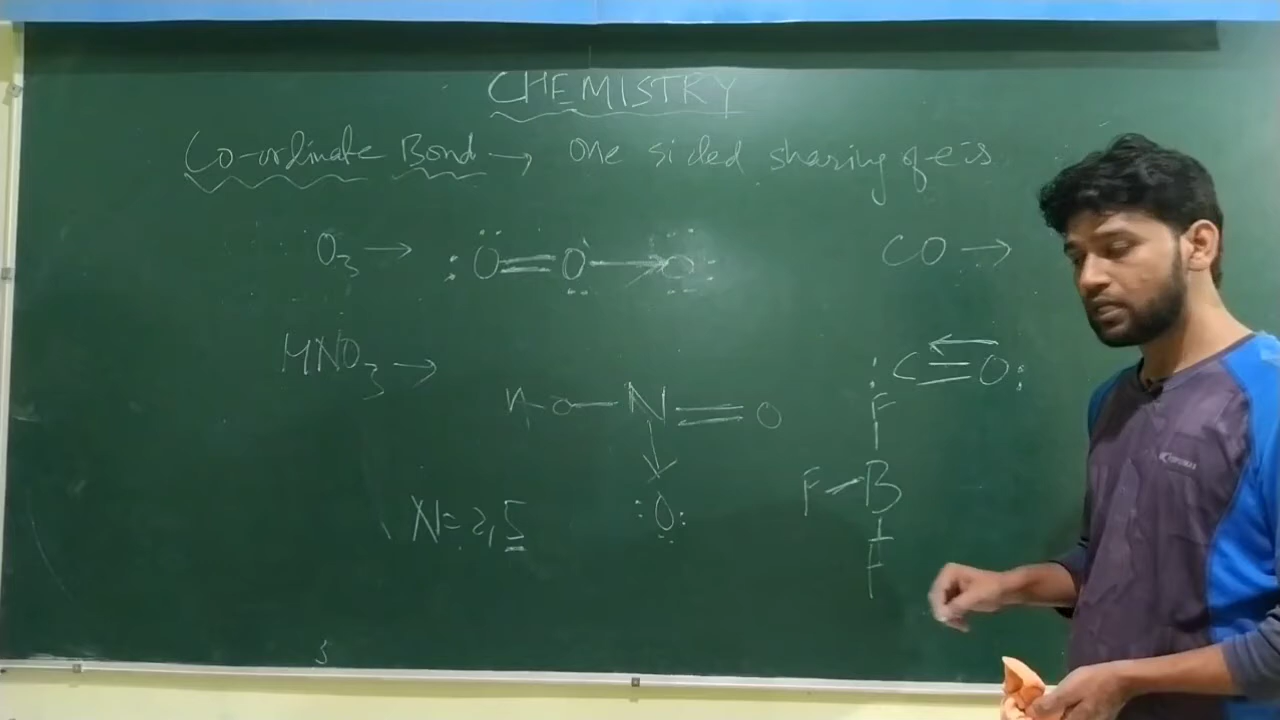 CHEMISTRY
Co-ordinate Bond → One sided sharing of e⁻s
O₃ → :O=O→O:
CO →
HNO₃ →
C≡O:
H-O-N=O
↓
:O:
N=2,5
F
F-B
F